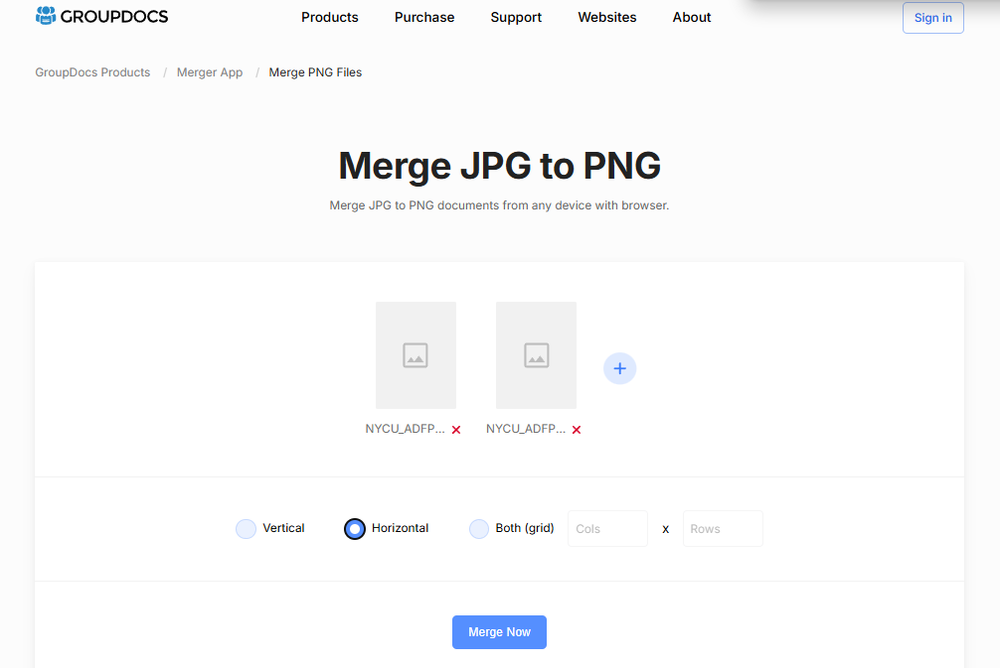 GROUPDOCS Products Purchase Support Websites About Sign in
GroupDocs Products / Merger App / Merge PNG Files
Merge JPG to PNG
Merge JPG to PNG documents from any device with browser.
NYCU_ADFP... NYCU_ADFP...
Vertical Horizontal Both (grid) Cols x Rows
Merge Now